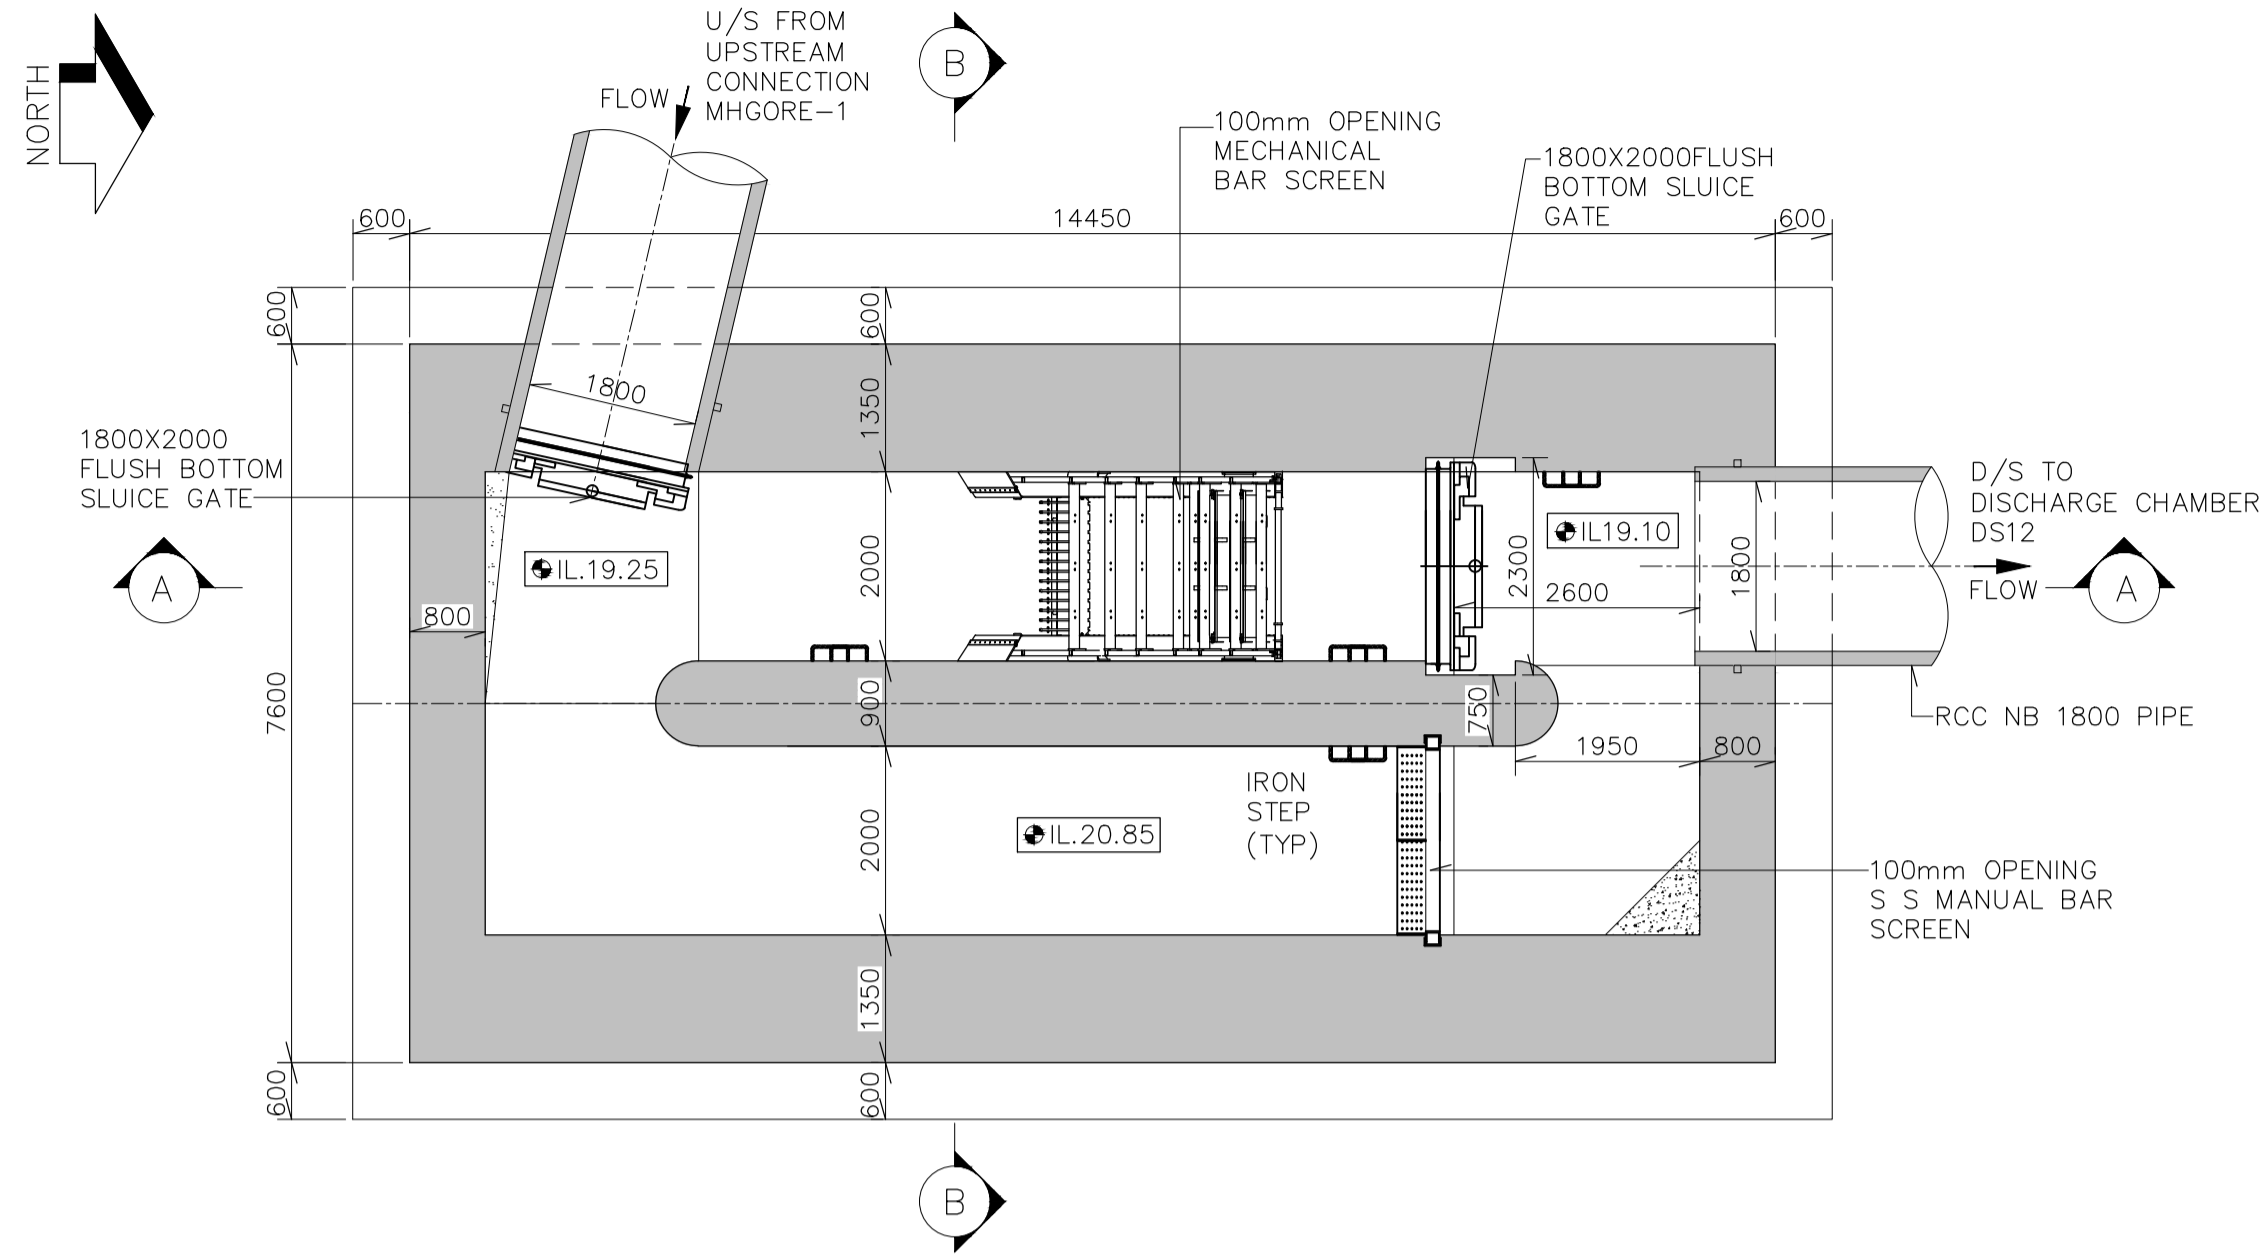 NORTH
U/S FROM
UPSTREAM
CONNECTION
MHGORE-1
FLOW
B
100mm OPENING
MECHANICAL
BAR SCREEN
1800X2000FLUSH
BOTTOM SLUICE
GATE
600
14450
600
600
600
1800
1350
1800X2000
FLUSH BOTTOM
SLUICE GATE
D/S TO
DISCHARGE CHAMBER
DS12
FLOW
A
IL.19.25
2000
2300
IL19.10
1800
2600
A
800
7600
900
750
RCC NB 1800 PIPE
1950
800
IRON
STEP
(TYP)
IL.20.85
2000
100mm OPENING
S S MANUAL BAR
SCREEN
1350
600
600
B